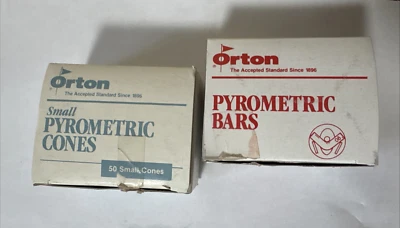 Orton
The Accepted Standard Since 1896
Small
PYROMETRIC
CONES
50 Small Cones
Orton
The Accepted Standard Since 1896
PYROMETRIC
BARS